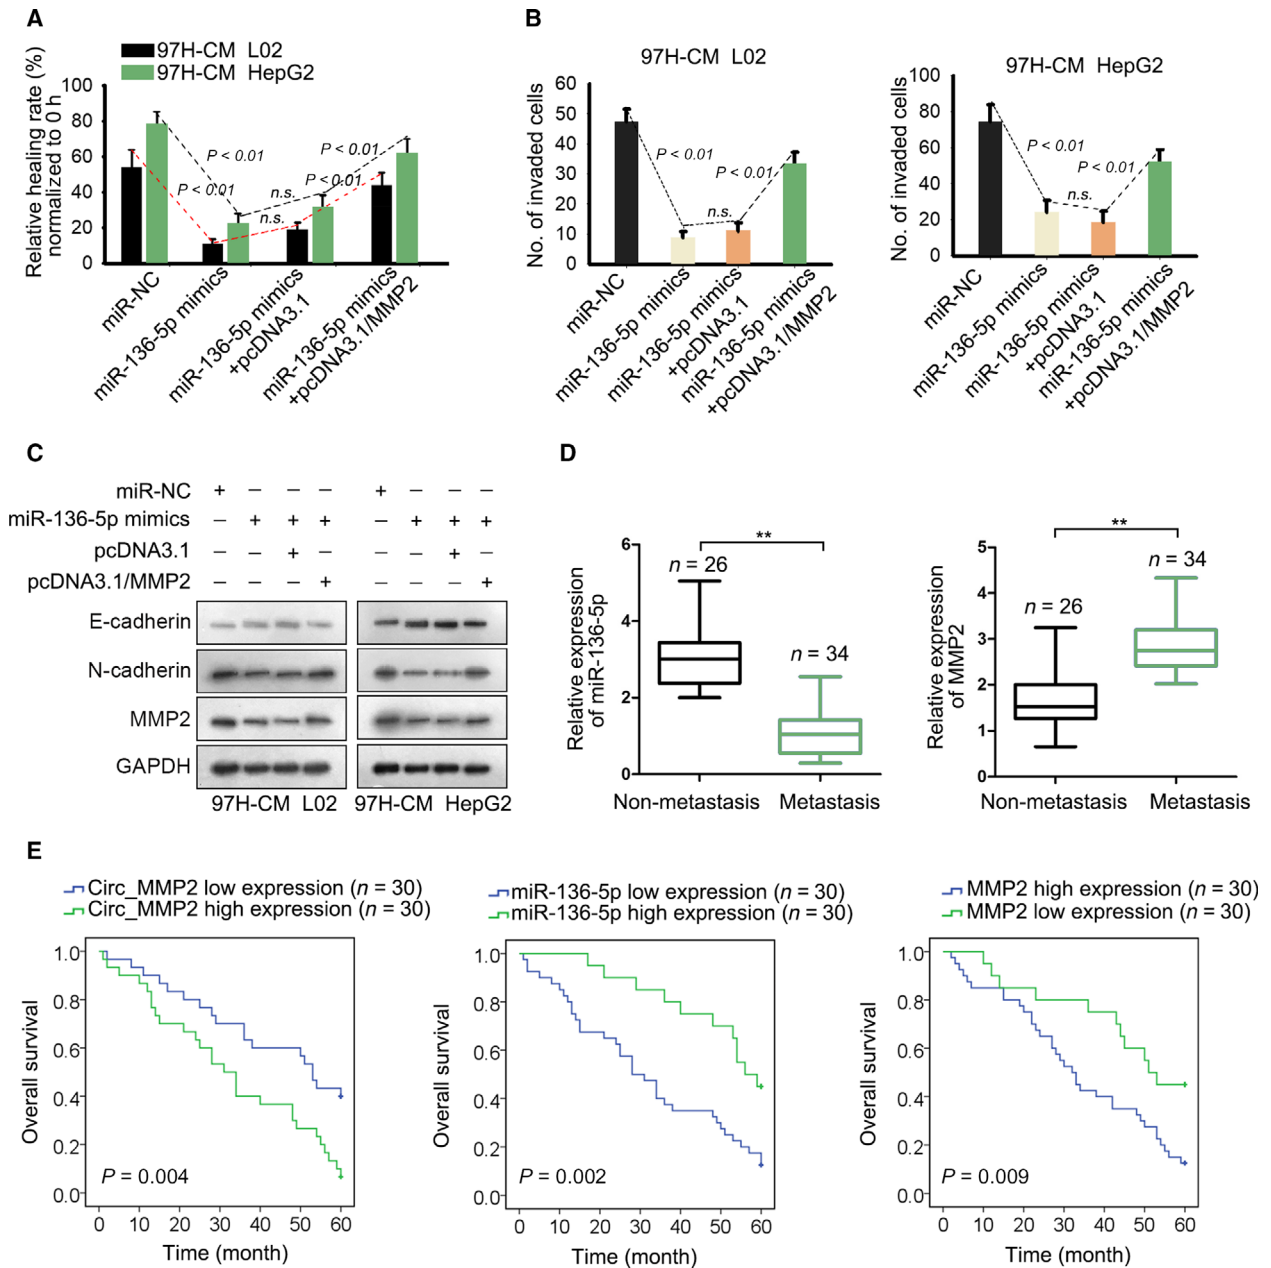 A
97H-CM L02
97H-CM HepG2
Relative healing rate (%)
normalized to 0 h
100
80
60
40
20
0
P < 0.01
P < 0.01
n.s.
n.s.
P < 0.01
P < 0.01
miR-NC
miR-136-5p mimics
miR-136-5p mimics
+pcDNA3.1
miR-136-5p mimics
+pcDNA3.1/MMP2
B
97H-CM L02
No. of invaded cells
60
50
40
30
20
10
0
P < 0.01
P < 0.01
n.s.
miR-NC
miR-136-5p mimics
miR-136-5p mimics
+pcDNA3.1
miR-136-5p mimics
+pcDNA3.1/MMP2
97H-CM HepG2
No. of invaded cells
100
80
60
40
20
0
P < 0.01
P < 0.01
n.s.
miR-NC
miR-136-5p mimics
miR-136-5p mimics
+pcDNA3.1
miR-136-5p mimics
+pcDNA3.1/MMP2
C
miR-NC + − − − + − − −
miR-136-5p mimics − + + + − + + +
pcDNA3.1 − − + − − − + −
pcDNA3.1/MMP2 − − − + − − − +
E-cadherin
N-cadherin
MMP2
GAPDH
97H-CM L02
97H-CM HepG2
D
Relative expression
of miR-136-5p
6
4
2
0
**
n = 26
n = 34
Non-metastasis
Metastasis
Relative expression
of MMP2
5
4
3
2
1
0
**
n = 26
n = 34
Non-metastasis
Metastasis
E
Circ_MMP2 low expression (n = 30)
Circ_MMP2 high expression (n = 30)
Overall survival
1.0
0.8
0.6
0.4
0.2
0.0
P = 0.004
0 10 20 30 40 50 60
Time (month)
miR-136-5p low expression (n = 30)
miR-136-5p high expression (n = 30)
Overall survival
1.0
0.8
0.6
0.4
0.2
0.0
P = 0.002
0 10 20 30 40 50 60
Time (month)
MMP2 high expression (n = 30)
MMP2 low expression (n = 30)
Overall survival
1.0
0.8
0.6
0.4
0.2
0.0
P = 0.009
0 10 20 30 40 50 60
Time (month)